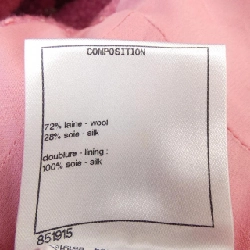 COMPOSITION
72% laine - wool
28% soie - silk
doublure - lining :
100% soie - silk
851915